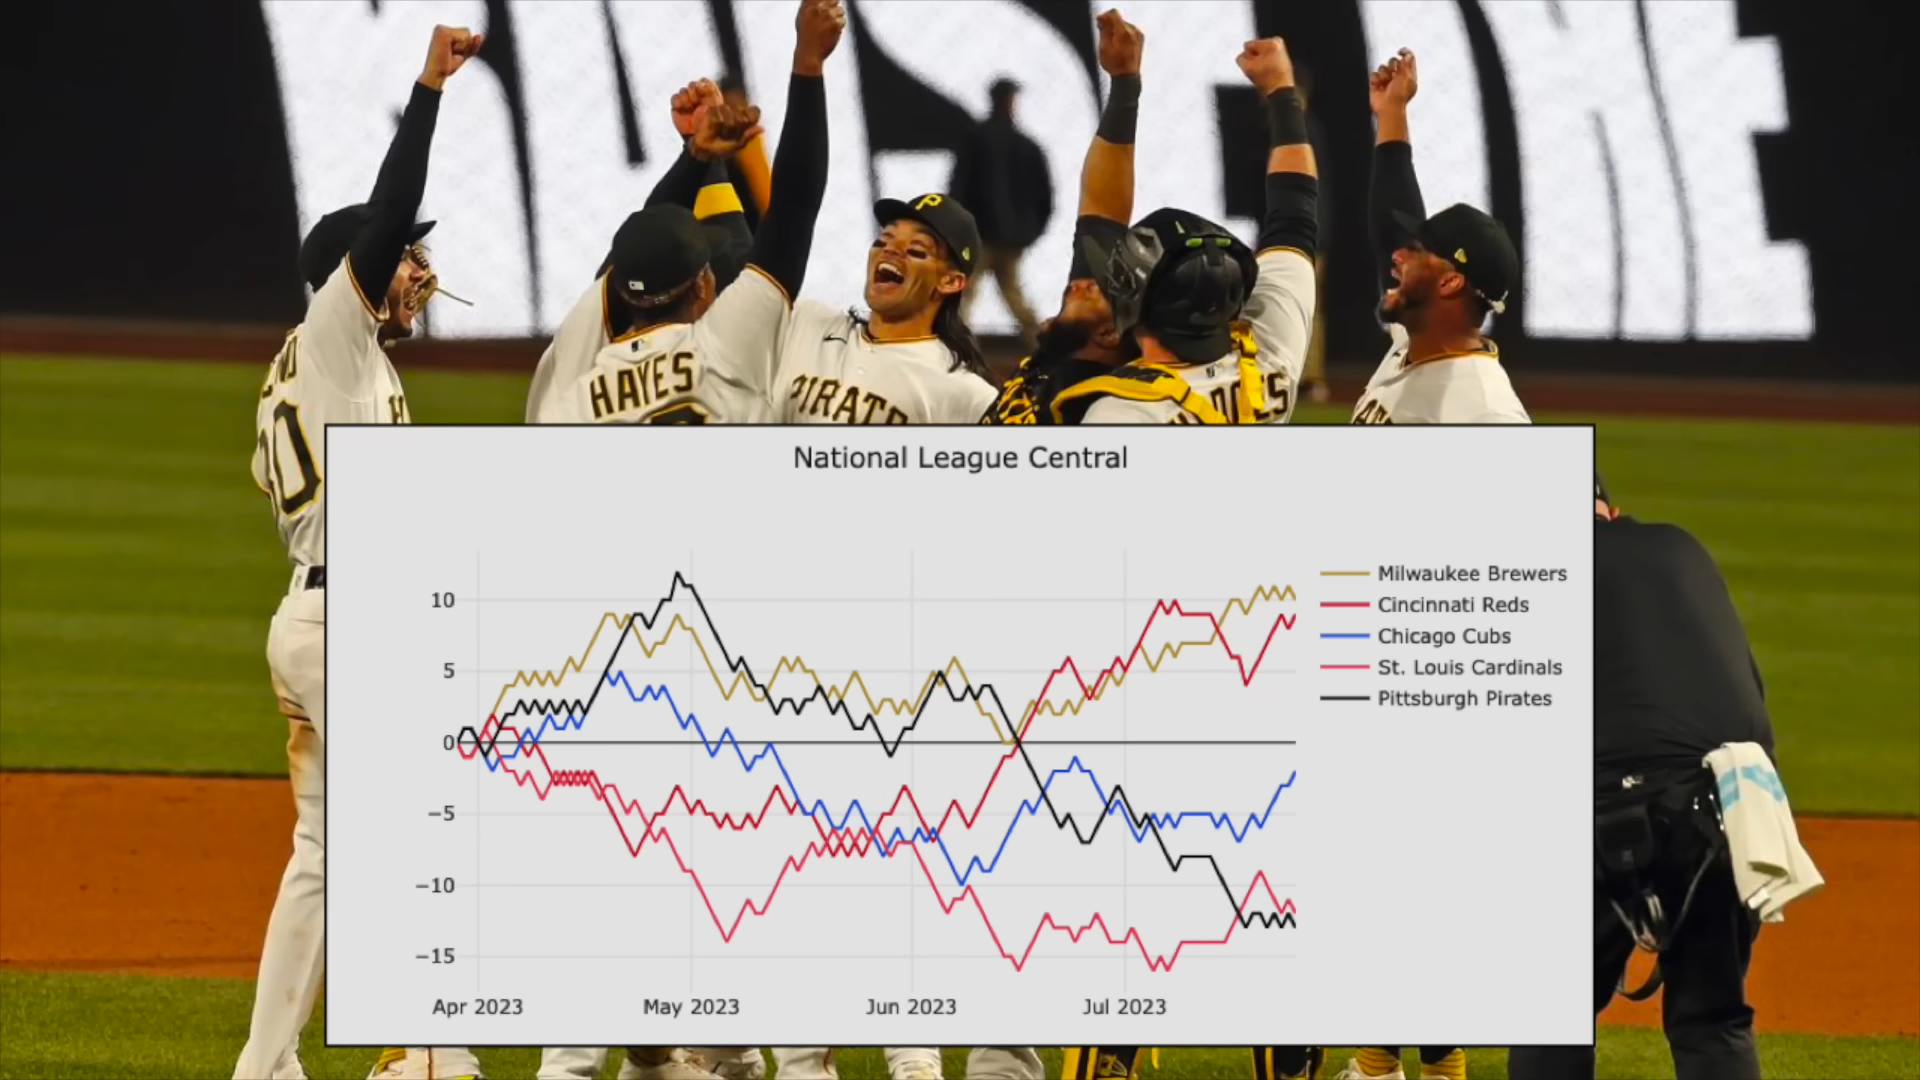 P
HAYES
PIRATE
National League Central
10
5
0
−5
−10
−15
Apr 2023
May 2023
Jun 2023
Jul 2023
Milwaukee Brewers
Cincinnati Reds
Chicago Cubs
St. Louis Cardinals
Pittsburgh Pirates